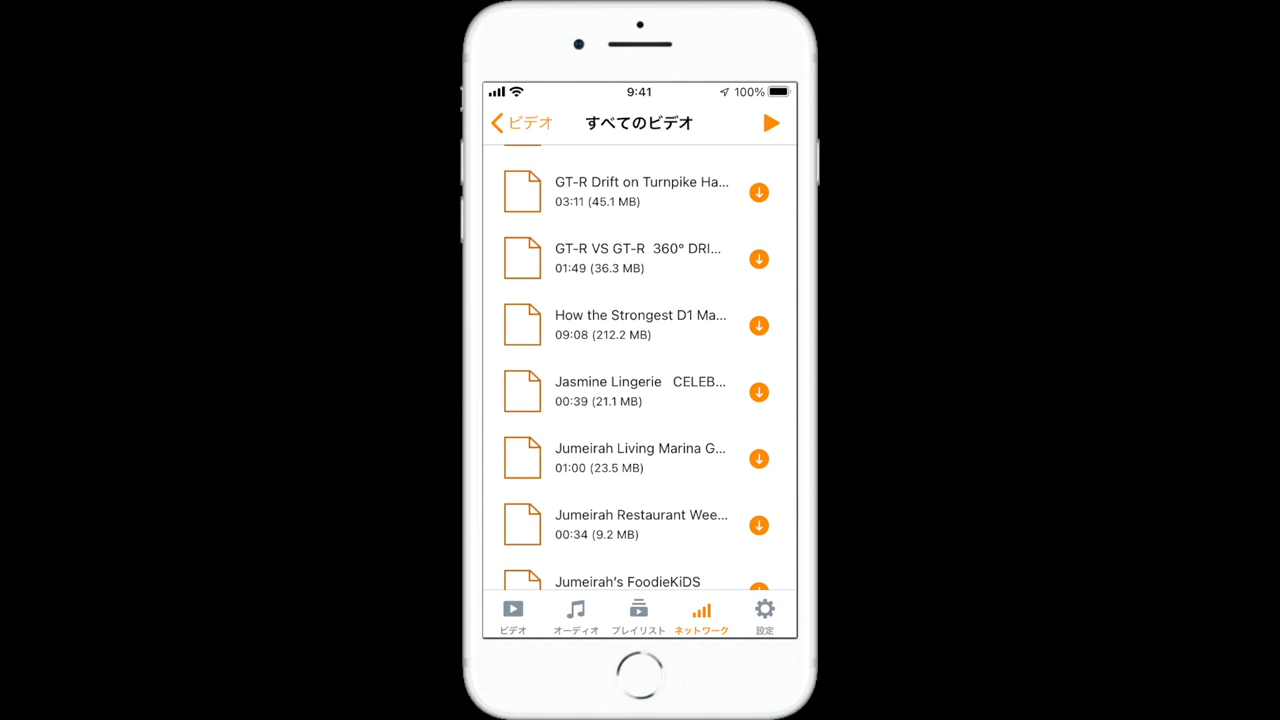 9:41
100%
ビデオ
すべてのビデオ
GT-R Drift on Turnpike Ha...
03:11 (45.1 MB)
GT-R VS GT-R 360° DRI...
01:49 (36.3 MB)
How the Strongest D1 Ma...
09:08 (212.2 MB)
Jasmine Lingerie CELEB...
00:39 (21.1 MB)
Jumeirah Living Marina G...
01:00 (23.5 MB)
Jumeirah Restaurant Wee...
00:34 (9.2 MB)
Jumeirah's FoodieKiDS
ビデオ
オーディオ
プレイリスト
ネットワーク
設定